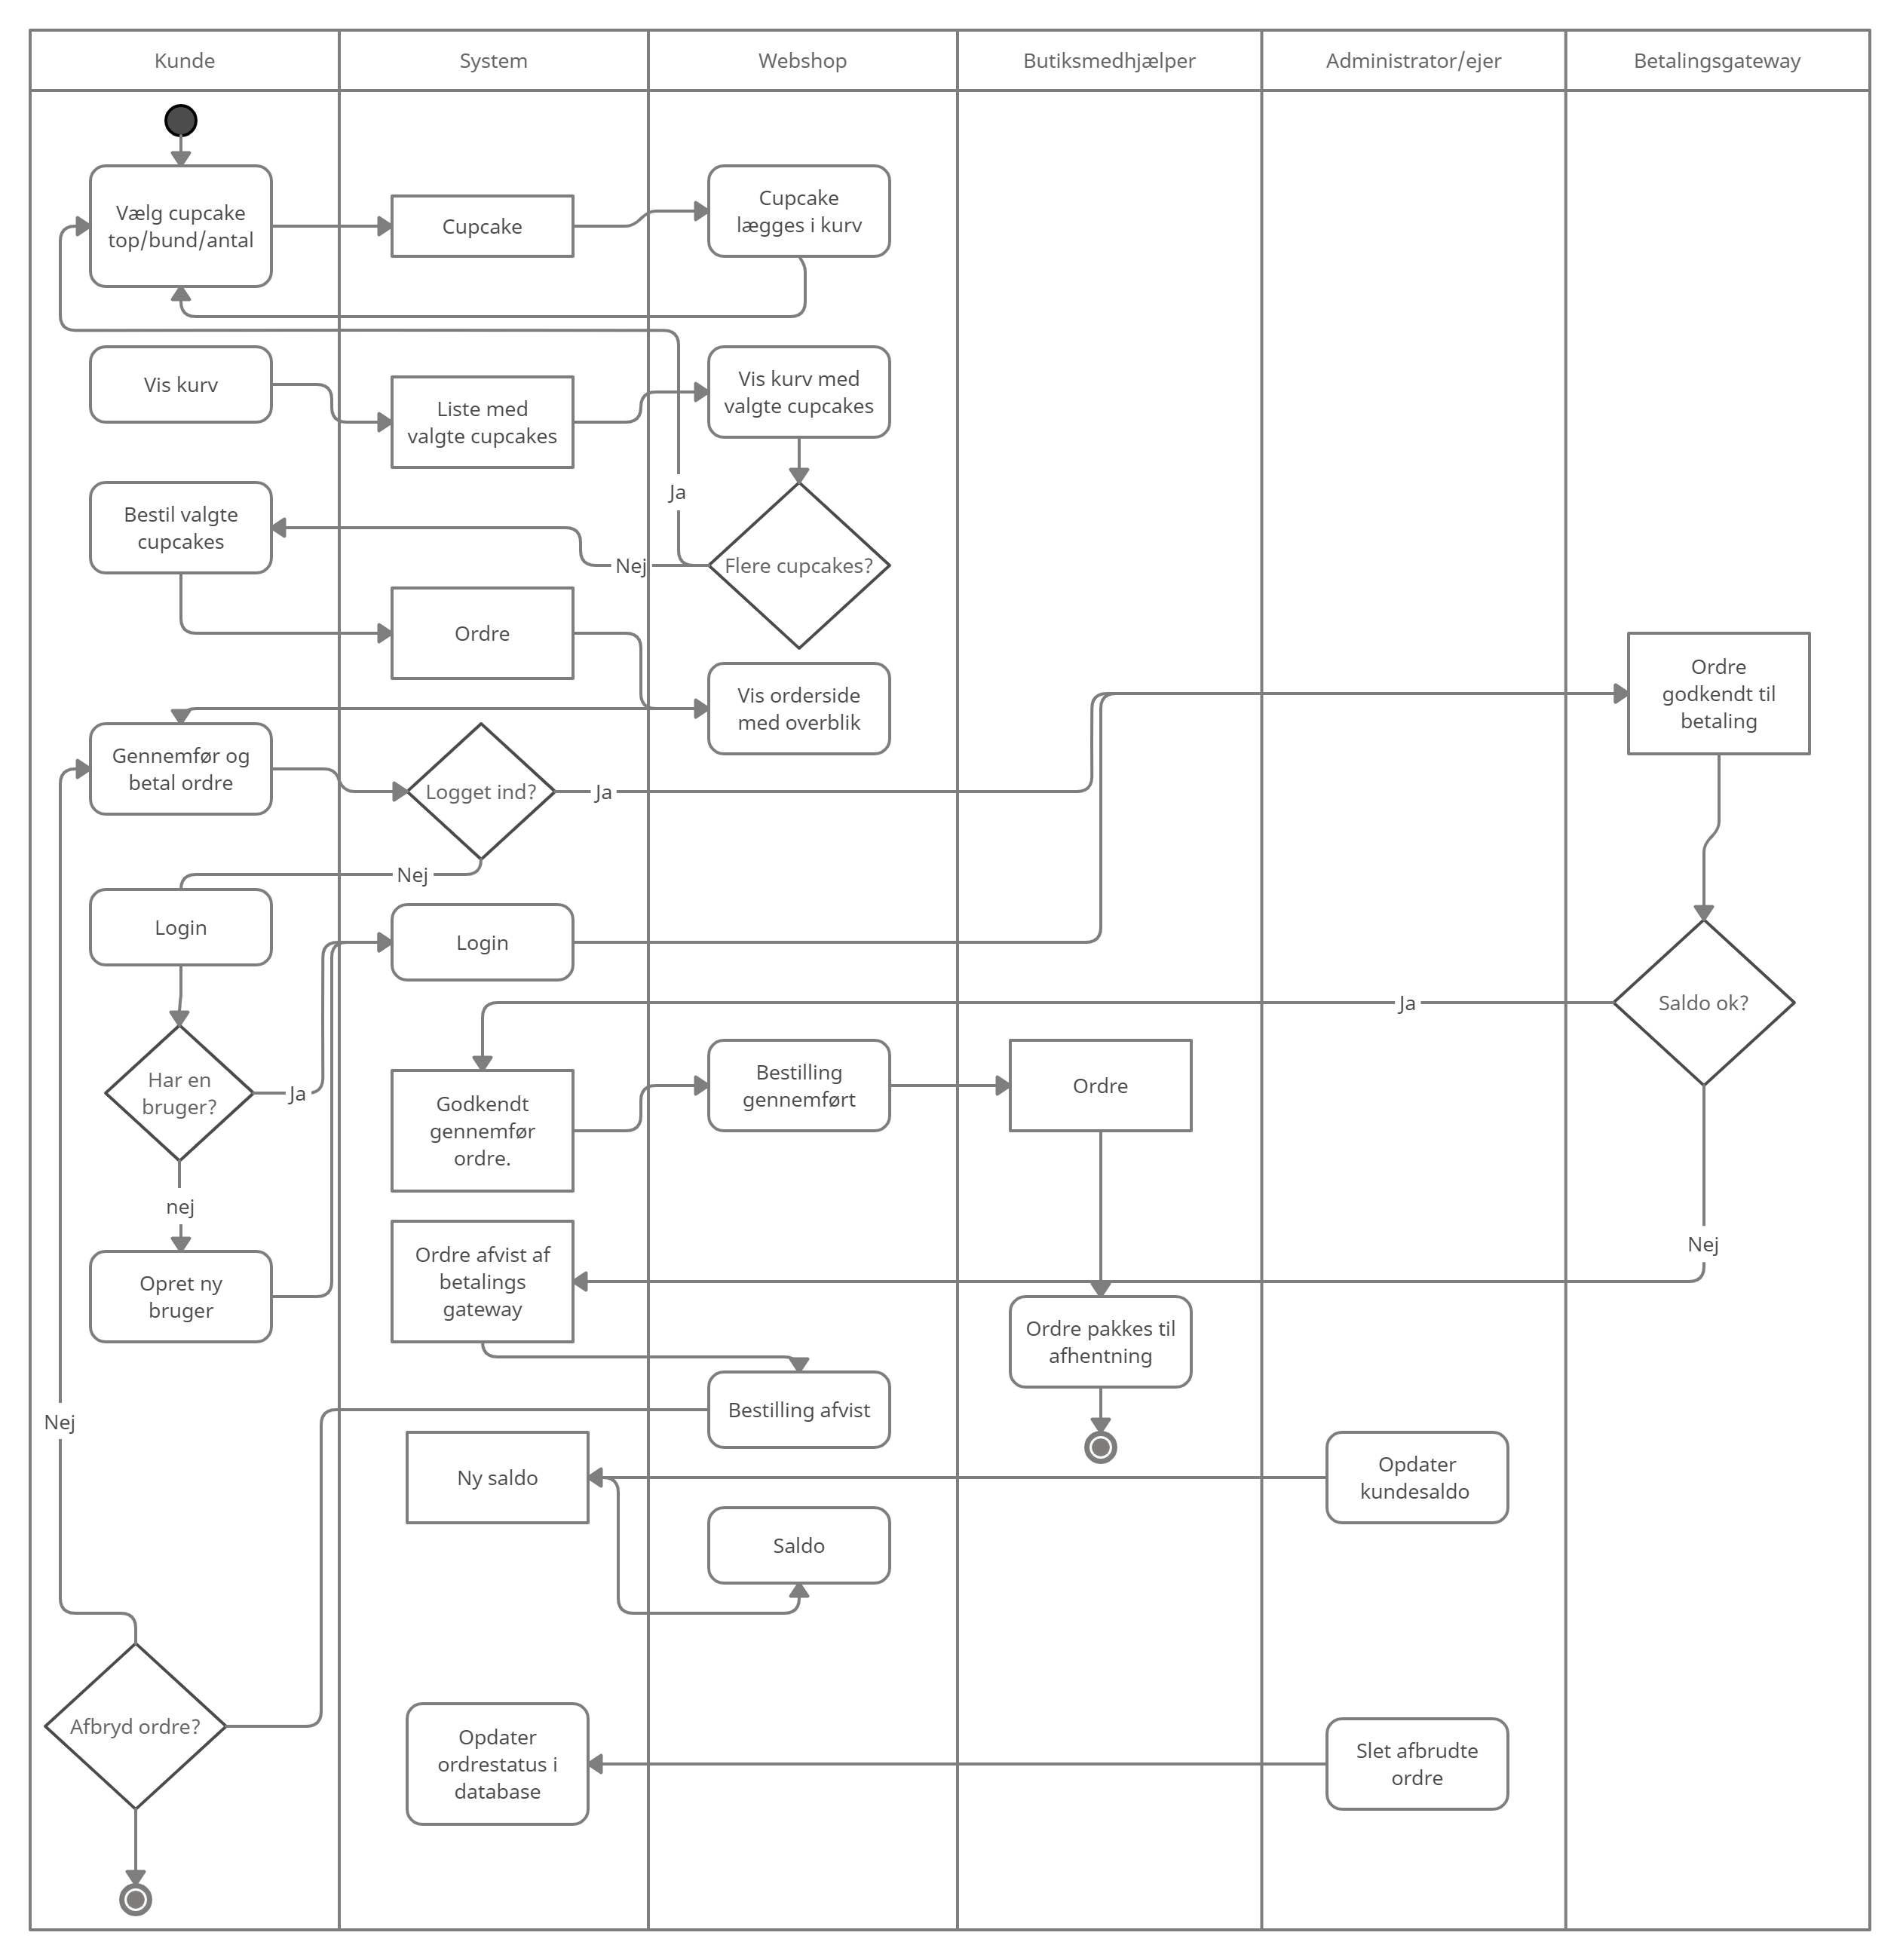 Kunde
System
Webshop
Butiksmedhjælper
Administrator/ejer
Betalingsgateway
Vælg cupcake
top/bund/antal
Cupcake
Cupcake
lægges i kurv
Vis kurv
Liste med
valgte cupcakes
Vis kurv med
valgte cupcakes
Ja
Bestil valgte
cupcakes
Nej
Flere cupcakes?
Ordre
Vis orderside
med overblik
Ordre
godkendt til
betaling
Gennemfør og
betal ordre
Logget ind?
Ja
Nej
Login
Login
Har en
bruger?
Ja
Ja
Saldo ok?
Godkendt
gennemfør
ordre.
Bestilling
gennemført
Ordre
nej
Opret ny
bruger
Ordre afvist af
betalings
gateway
Nej
Ordre pakkes til
afhentning
Nej
Bestilling afvist
Ny saldo
Opdater
kundesaldo
Saldo
Afbryd ordre?
Opdater
ordrestatus i
database
Slet afbrudte
ordre